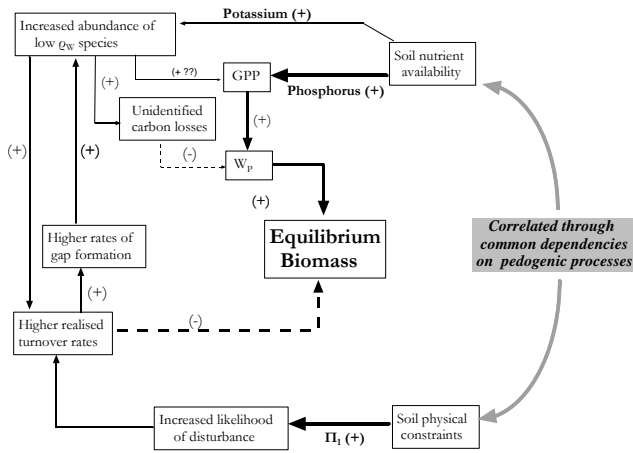 Increased abundance of
low ϱW species
Potassium (+)
Soil nutrient
availability
(+ ??)
GPP
Phosphorus (+)
(+)
Unidentified
carbon losses
(+)
(-)
WP
(+)
(+)
(+)
Equilibrium
Biomass
Correlated through
common dependencies
on pedogenic processes
Higher rates of
gap formation
(+)
Higher realised
turnover rates
(-)
Increased likelihood
of disturbance
Π1 (+)
Soil physical
constraints